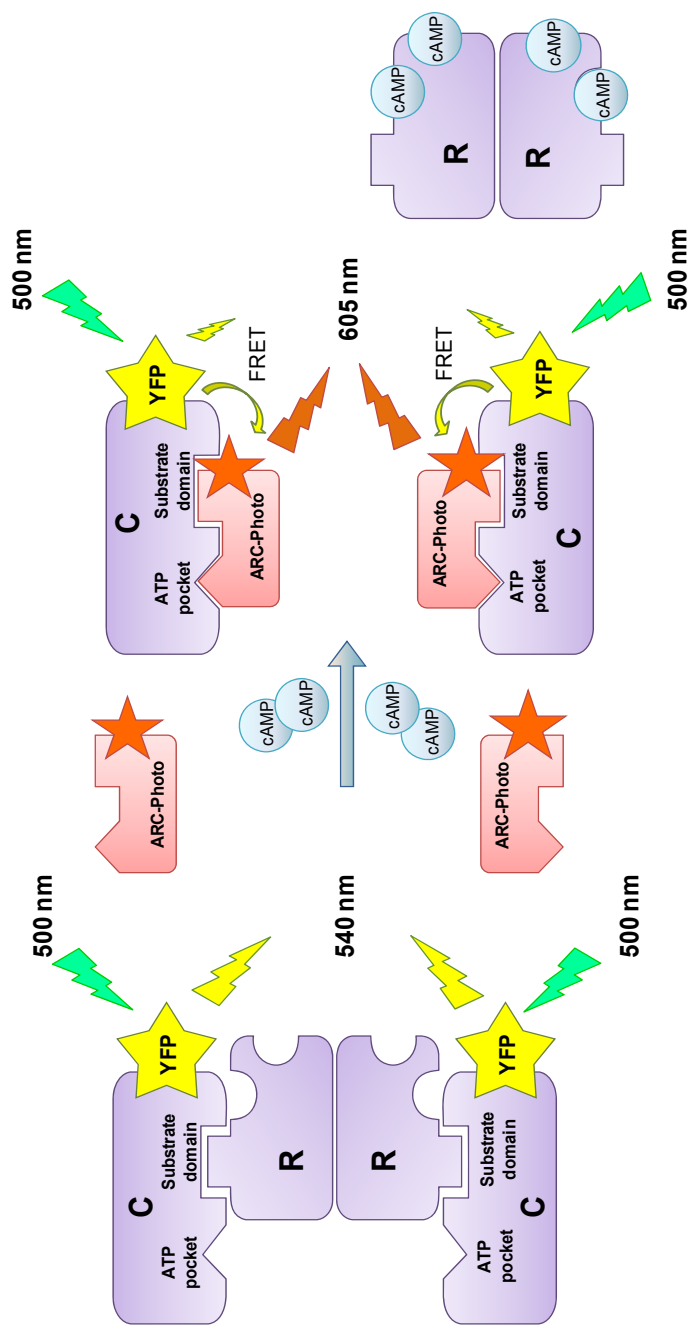 C
ATP
pocket
Substrate
domain
YFP
500 nm
R
540 nm
R
ATP
pocket
Substrate
domain
C
YFP
500 nm
ARC-Photo
cAMP
cAMP
cAMP
cAMP
ARC-Photo
C
ATP
pocket
Substrate
domain
YFP
500 nm
ARC-Photo
FRET
605 nm
ARC-Photo
FRET
ATP
pocket
Substrate
domain
C
YFP
500 nm
R
cAMP
cAMP
R
cAMP
cAMP